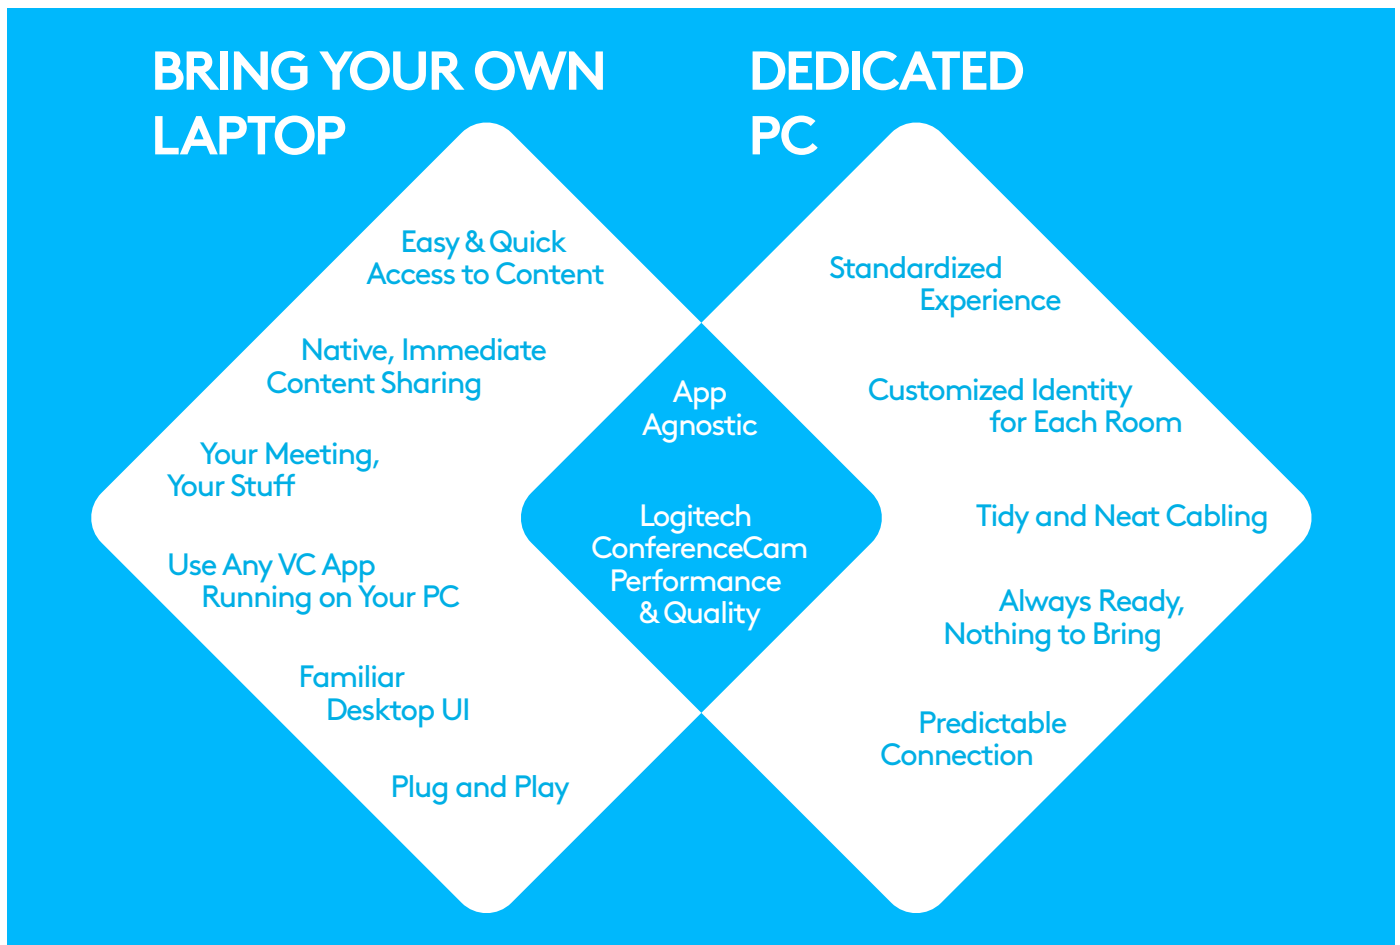 BRING YOUR OWN
LAPTOP
Easy & Quick
Access to Content
Native, Immediate
Content Sharing
Your Meeting,
Your Stuff
Use Any VC App
Running on Your PC
Familiar
Desktop UI
Plug and Play
App
Agnostic
Logitech
ConferenceCam
Performance
& Quality
DEDICATED
PC
Standardized
Experience
Customized Identity
for Each Room
Tidy and Neat Cabling
Always Ready,
Nothing to Bring
Predictable
Connection